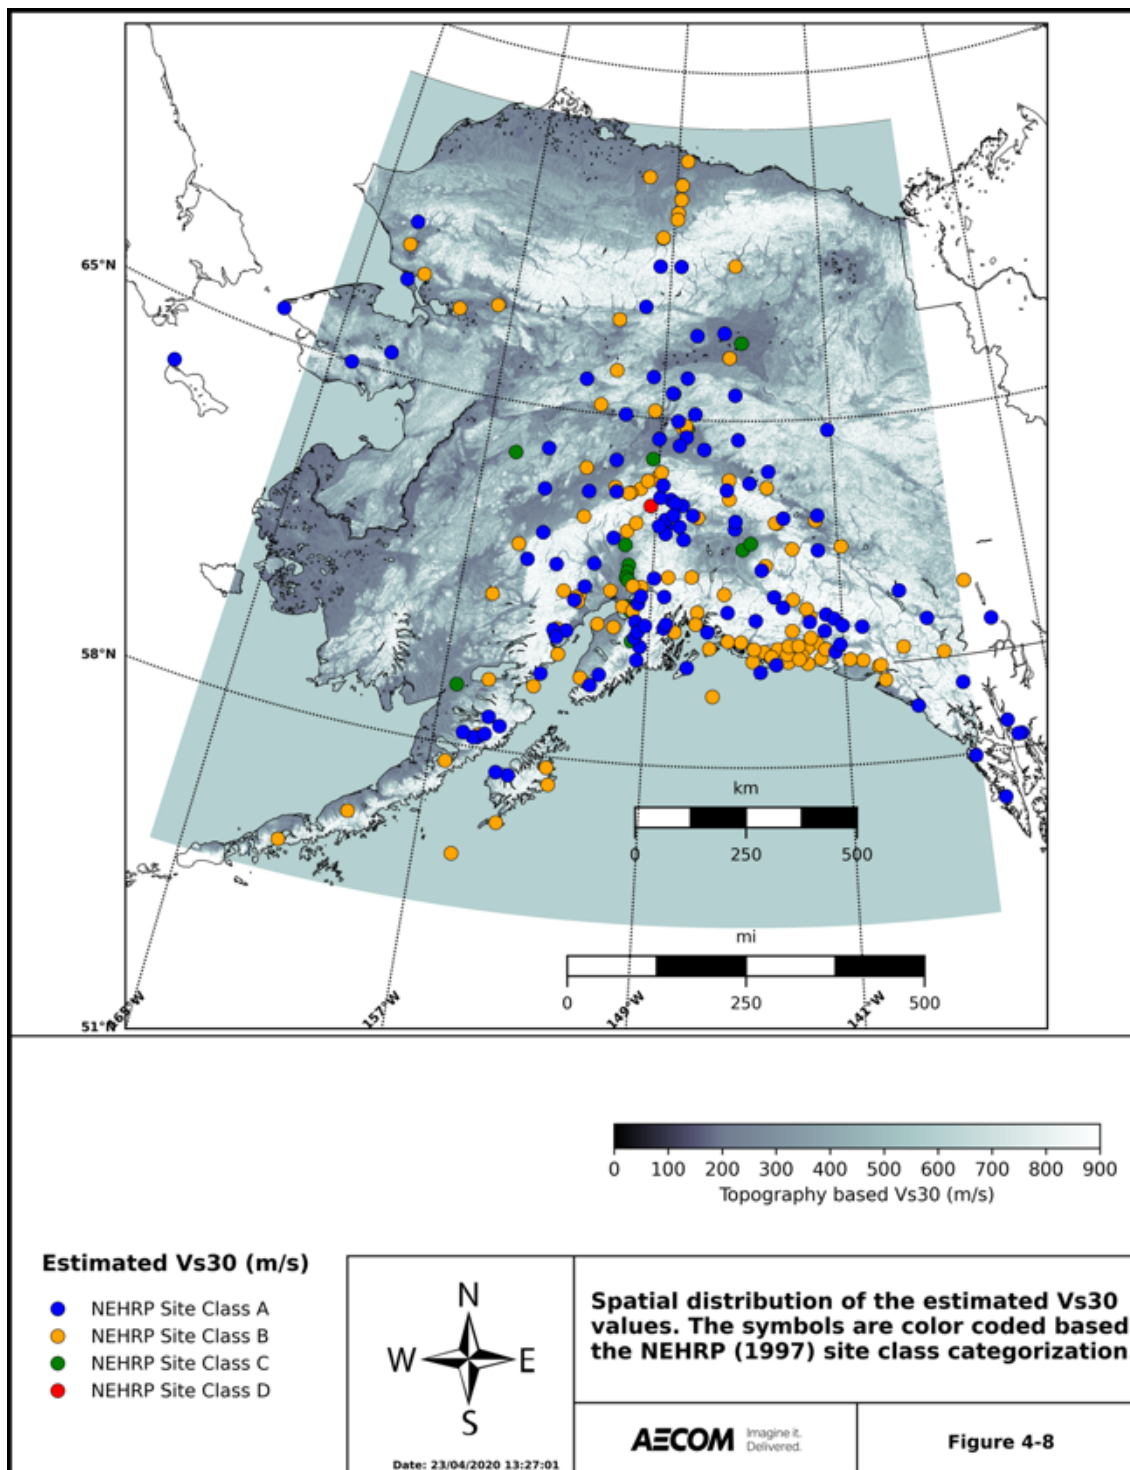 65°N
58°N
51°N
168°W
157°W
149°W
141°W
km
0 250 500
mi
0 250 500
0 100 200 300 400 500 600 700 800 900
Topography based Vs30 (m/s)
Estimated Vs30 (m/s)
NEHRP Site Class A
NEHRP Site Class B
NEHRP Site Class C
NEHRP Site Class D
N
W E
S
Date: 23/04/2020 13:27:01
Spatial distribution of the estimated Vs30
values. The symbols are color coded based
the NEHRP (1997) site class categorization
AECOM Imagine it.
Delivered.
Figure 4-8